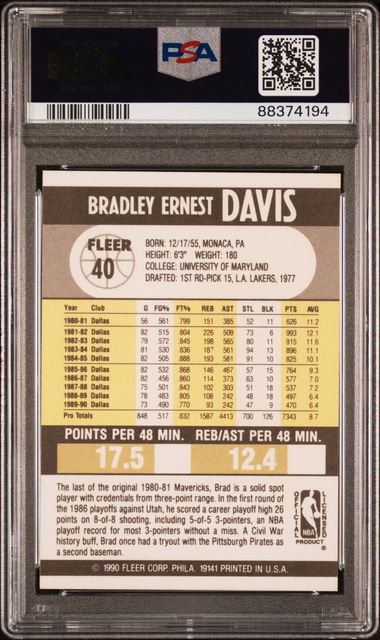 PSA
88374194
BRADLEY ERNEST DAVIS
FLEER
40
BORN: 12/17/55, MONACA, PA
HEIGHT: 6'3" WEIGHT: 180
COLLEGE: UNIVERSITY OF MARYLAND
DRAFTED: 1ST RD-PICK 15, L.A. LAKERS, 1977
Year Club G FG% FT% REB AST STL BLK PTS AVG
1980-81 Dallas 56 561 799 151 385 52 11 626 11.2
1981-82 Dallas 82 515 804 226 509 73 6 993 12.1
1982-83 Dallas 79 572 845 198 565 80 11 915 11.6
1983-84 Dallas 81 530 836 187 561 94 13 896 11.1
1984-85 Dallas 82 505 888 193 581 91 10 825 10.1
1985-86 Dallas 82 532 868 146 467 57 15 764 9.3
1986-87 Dallas 82 456 860 114 373 63 10 577 7.0
1987-88 Dallas 75 501 843 102 303 51 18 537 7.2
1988-89 Dallas 78 483 805 108 242 48 18 497 6.4
1989-90 Dallas 73 490 770 93 242 47 9 470 6.4
Pro Totals 848 517 832 1587 4413 700 126 7343 8.7
POINTS PER 48 MIN. REB/AST PER 48 MIN.
17.5 12.4
The last of the original 1980-81 Mavericks, Brad is a solid spot
player with credentials from three-point range. In the first round of
the 1986 playoffs against Utah, he scored a career playoff high 26
points on 8-of-8 shooting, including 5-of-5 3-pointers, an NBA
playoff record for most 3-pointers without a miss. A Civil War
history buff, Brad once had a tryout with the Pittsburgh Pirates as
a second baseman.
OFFICIAL LICENSED
NBA
PRODUCT
© 1990 FLEER CORP. PHILA. 19141 PRINTED IN U.S.A.